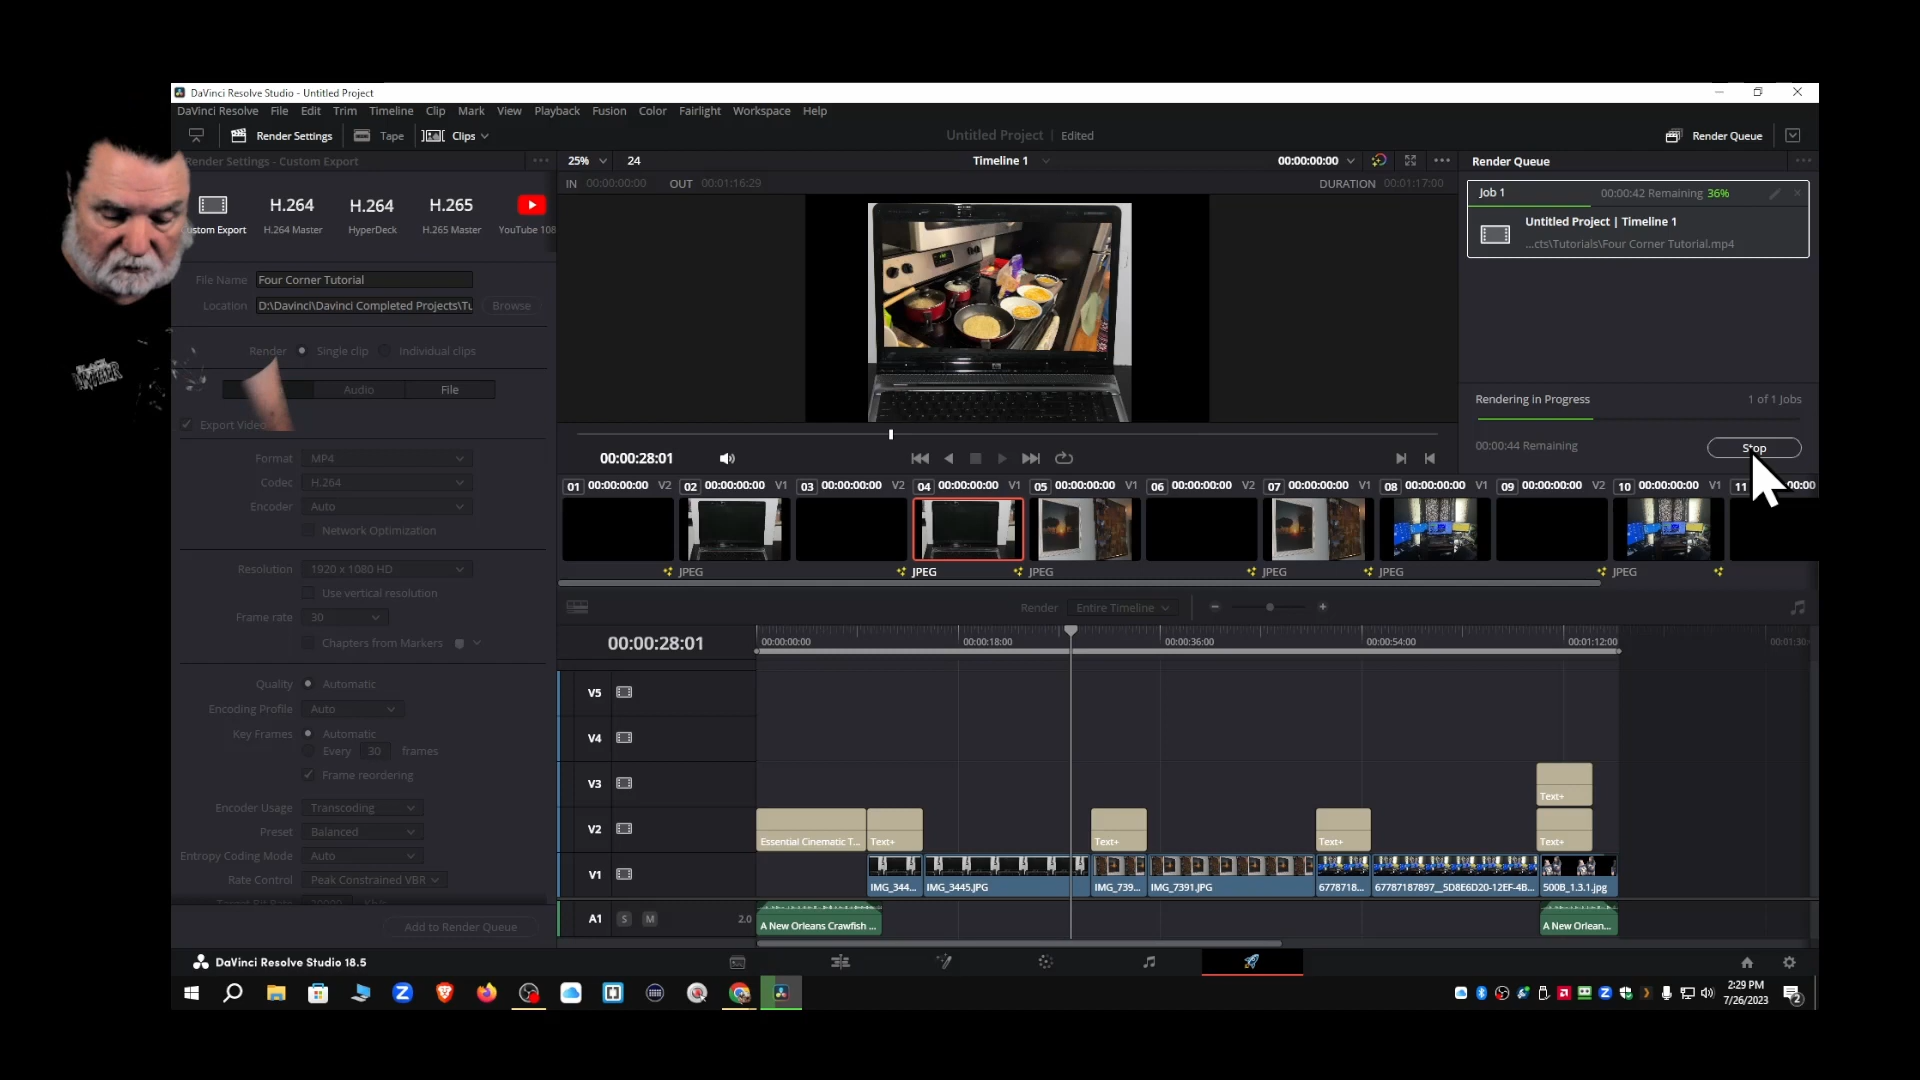 DaVinci Resolve Studio - Untitled Project
DaVinci Resolve File Edit Trim Timeline Clip Mark View Playback Fusion Color Fairlight Workspace Help
Render Settings Tape Clips Untitled Project Edited Render Queue
Render Settings - Custom Export 25% 24 Timeline 1 00:00:00:00 Render Queue
IN 00:00:00:00 OUT 00:01:16:29 DURATION 00:01:17:00
Job 1 00:00:42 Remaining 36%
H.264 H.264 H.265
ustom Export H.264 Master HyperDeck H.265 Master YouTube 108
Untitled Project | Timeline 1
...cts\Tutorials\Four Corner Tutorial.mp4
File Name Four Corner Tutorial
Location D:\Davinci\Davinci Completed Projects\Tu Browse
Render Single clip Individual clips
Audio File
Export Video
Format MP4
Codec H.264
Encoder Auto
Network Optimization
Resolution 1920 x 1080 HD
Use vertical resolution
Frame rate 30
Chapters from Markers
Quality Automatic
Encoding Profile Auto
Key Frames Automatic
Every 30 frames
Frame reordering
Encoder Usage Transcoding
Preset Balanced
Entropy Coding Mode Auto
Rate Control Peak Constrained VBR
Add to Render Queue
Rendering in Progress 1 of 1 Jobs
00:00:44 Remaining Stop
00:00:28:01
01 00:00:00:00 V2 02 00:00:00:00 V1 03 00:00:00:00 V2 04 00:00:00:00 V1 05 00:00:00:00 V1 06 00:00:00:00 V2 07 00:00:00:00 V1 08 00:00:00:00 V1 09 00:00:00:00 V2 10 00:00:00:00 V1 11 00:00
JPEG JPEG JPEG JPEG JPEG JPEG
Render Entire Timeline
00:00:28:01 00:00:00:00 00:00:18:00 00:00:36:00 00:00:54:00 00:01:12:00 00:01:30:
V5
V4
V3 Text+
V2 Essential Cinematic T... Text+ Text+ Text+ Text+
V1 IMG_344... IMG_3445.JPG IMG_739... IMG_7391.JPG 6778718... 67787187897__5D8E6D20-12EF-4B... 500B_1.3.1.jpg
A1 S M 2.0 A New Orleans Crawfish ... A New Orlean...
DaVinci Resolve Studio 18.5
2:29 PM
7/26/2023
2